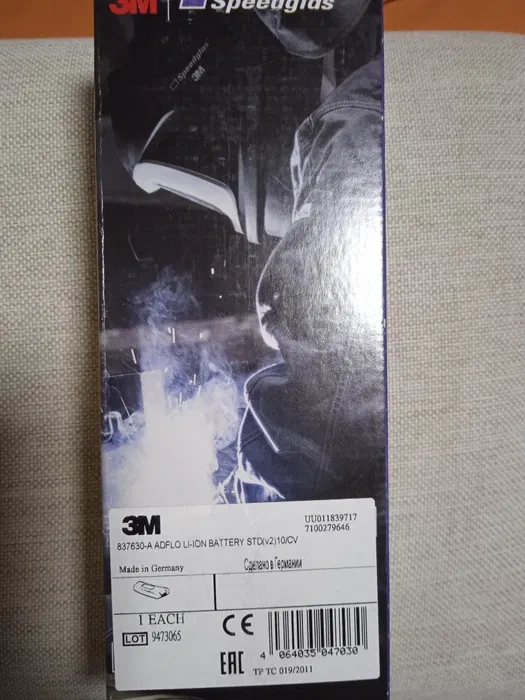 3M Speedglas
Speedglas
3M
3M
UU011839717
7100279646
837630-A ADFLO LI-ION BATTERY STD(v2)10/CV
Made in Germany
Сделано в Германии
1 EACH
LOT 9473065
CE
EAC
4 064035 047030
TP TC 019/2011